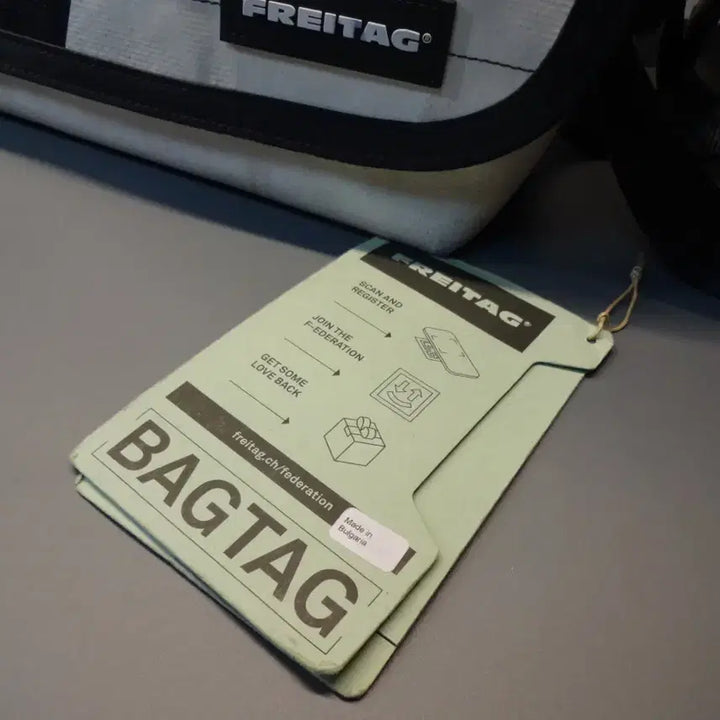 FREITAG®
FREITAG®
SCAN AND
REGISTER
JOIN THE
F-EDERATION
GET SOME
LOVE BACK
freitag.ch/federation
Made in
Bulgaria
BAGTAG